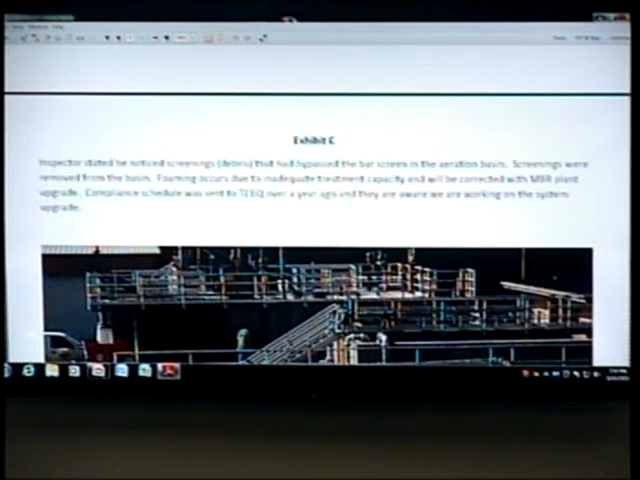 Exhibit C
Inspector stated he noticed screenings (debris) that had bypassed the bar screen in the aeration basin. Screenings were
removed from the basin. Foaming occurs due to inadequate treatment capacity and will be corrected with MBR plant
upgrade. Compliance schedule was sent to TCEQ over a year ago and they are aware we are working on the system
upgrade.